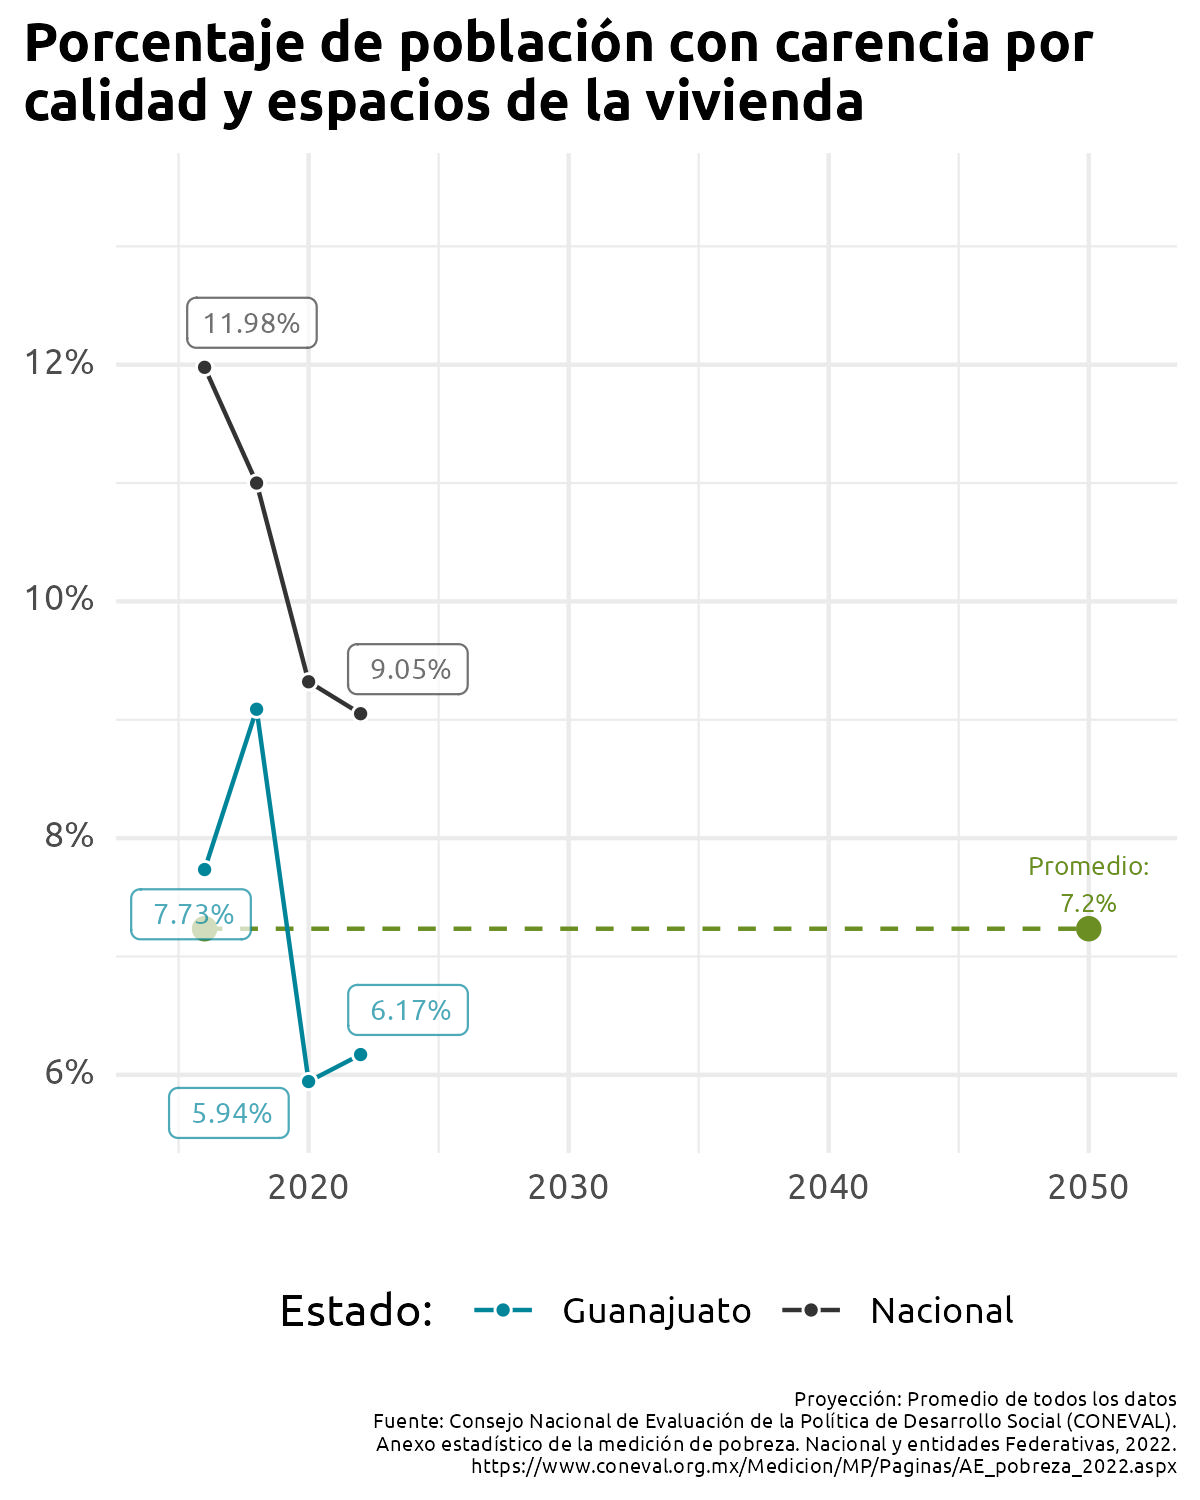 Porcentaje de población con carencia por
calidad y espacios de la vivienda
11.98%
12%
10%
9.05%
8%
Promedio:
7.2%
7.73%
6.17%
6%
5.94%
2020 2030 2040 2050
Estado: Guanajuato Nacional
Proyección: Promedio de todos los datos
Fuente: Consejo Nacional de Evaluación de la Política de Desarrollo Social (CONEVAL).
Anexo estadístico de la medición de pobreza. Nacional y entidades Federativas, 2022.
https://www.coneval.org.mx/Medicion/MP/Paginas/AE_pobreza_2022.aspx